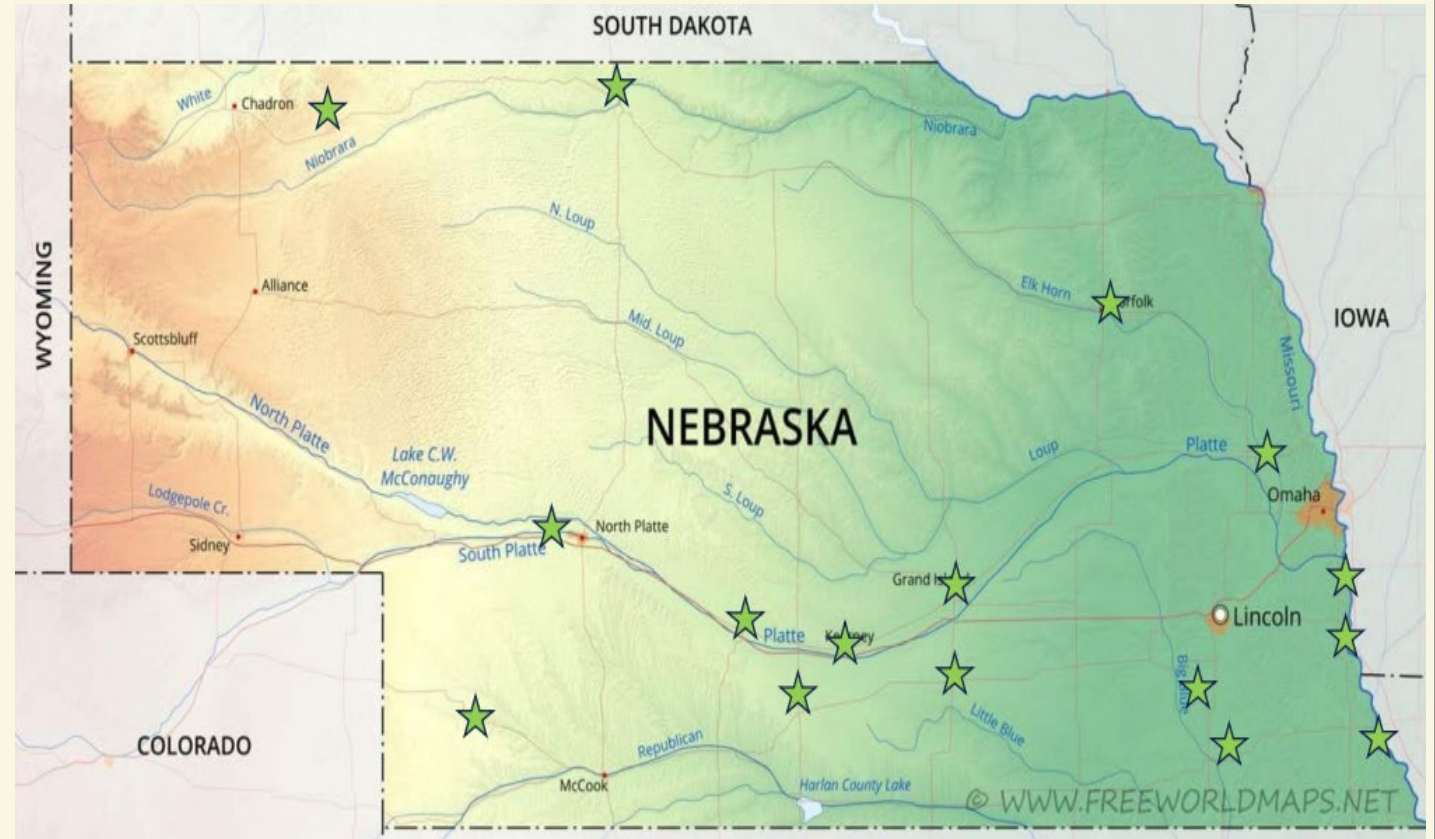 SOUTH DAKOTA
White
Chadron
Niobrara
Niobrara
N. Loup
WYOMING
Alliance
Elk Horn
Mid. Loup
IOWA
Scottsbluff
Missouri
North Platte
NEBRASKA
Lake C.W.
McConaughy
Loup
Platte
S. Loup
Lodgepole Cr.
Omaha
North Platte
Sidney
South Platte
Grand
Lincoln
Platte
Little Blue
COLORADO
Republican
McCook
Harlan County Lake
© WWW.FREEWORLDMAPS.NET